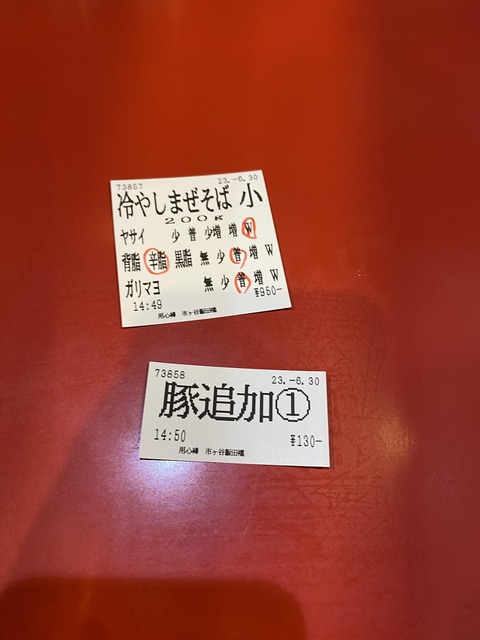 73857 23.-6.30
冷やしまぜそば 小
200g
ヤサイ 少 普 少増 増 W
背脂 辛脂 黒脂 無 少 普 増 W
ガリマヨ 無 少 普 増 W
14:49 ¥950-
用心棒 市ヶ谷飯田橋
73858 23.-6.30
豚追加①
14:50 ¥130-
用心棒 市ヶ谷飯田橋